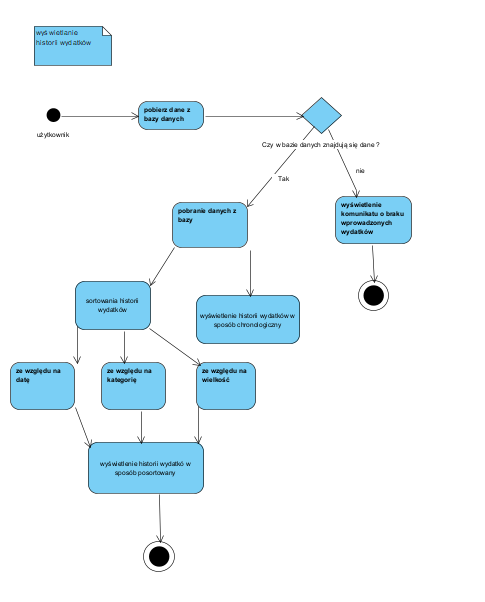 wyświetlanie
historii wydatków
pobierz dane z
bazy danych
użytkownik
Czy w bazie danych znajdują się dane ?
Tak
nie
pobranie danych z
bazy
wyświetlenie
komunikatu o braku
wprowadzonych
wydatków
sortowania historii
wydatków
wyświetlenie historii wydatków w
sposób chronologiczny
ze względu na
datę
ze względu na
kategorię
ze względu na
wielkość
wyświetlenie historii wydatkó w
sposób posortowany